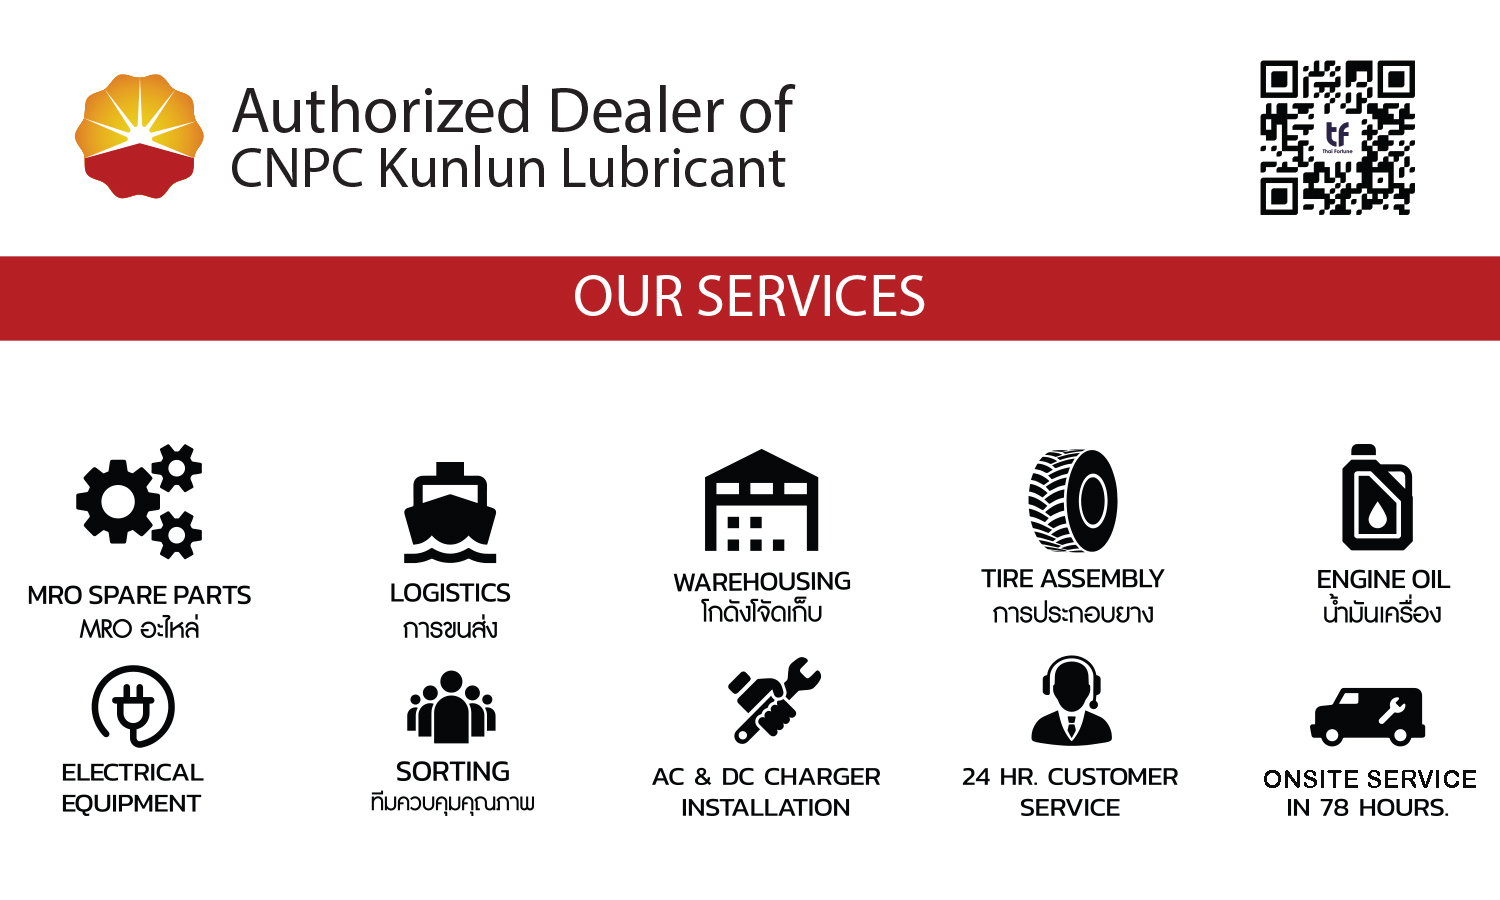 Authorized Dealer of
CNPC Kunlun Lubricant
tf
Thai Fortune
OUR SERVICES
MRO SPARE PARTS
MRO อะไหล่
LOGISTICS
การขนส่ง
WAREHOUSING
โกดังโจัดเก็บ
TIRE ASSEMBLY
การประกอบยาง
ENGINE OIL
น้ำมันเครื่อง
ELECTRICAL
EQUIPMENT
SORTING
ทีมควบคุมคุณภาพ
AC & DC CHARGER
INSTALLATION
24 HR. CUSTOMER
SERVICE
ONSITE SERVICE
IN 78 HOURS.